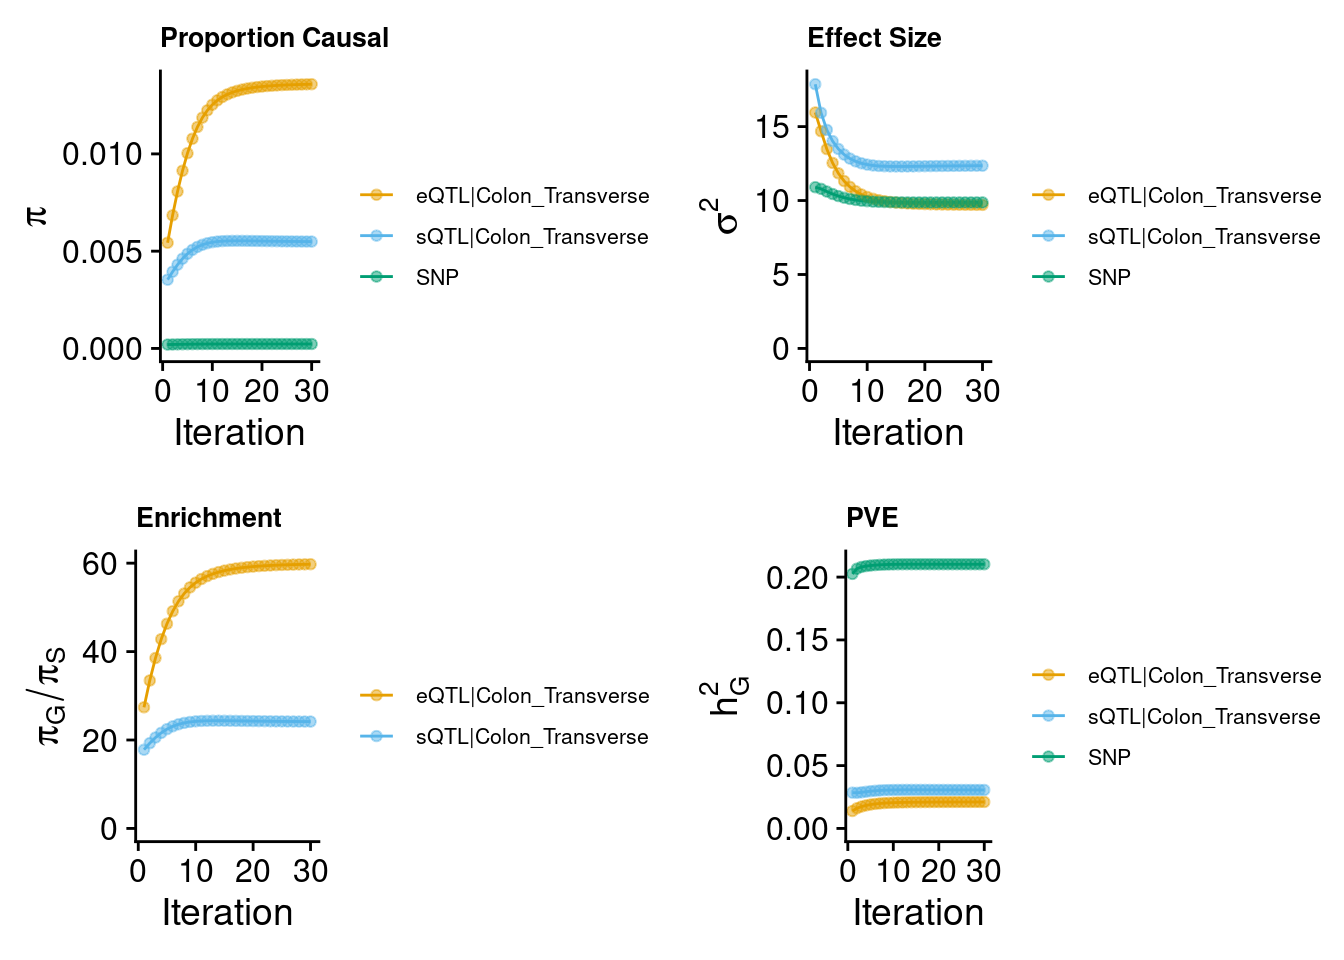 Proportion Causal
π
0.010
0.005
0.000
0 10 20 30
Iteration
eQTL|Colon_Transverse
sQTL|Colon_Transverse
SNP
Effect Size
σ²
15
10
5
0
0 10 20 30
Iteration
eQTL|Colon_Transverse
sQTL|Colon_Transverse
SNP
Enrichment
π_G/π_S
60
40
20
0
0 10 20 30
Iteration
eQTL|Colon_Transverse
sQTL|Colon_Transverse
PVE
h²_G
0.20
0.15
0.10
0.05
0.00
0 10 20 30
Iteration
eQTL|Colon_Transverse
sQTL|Colon_Transverse
SNP